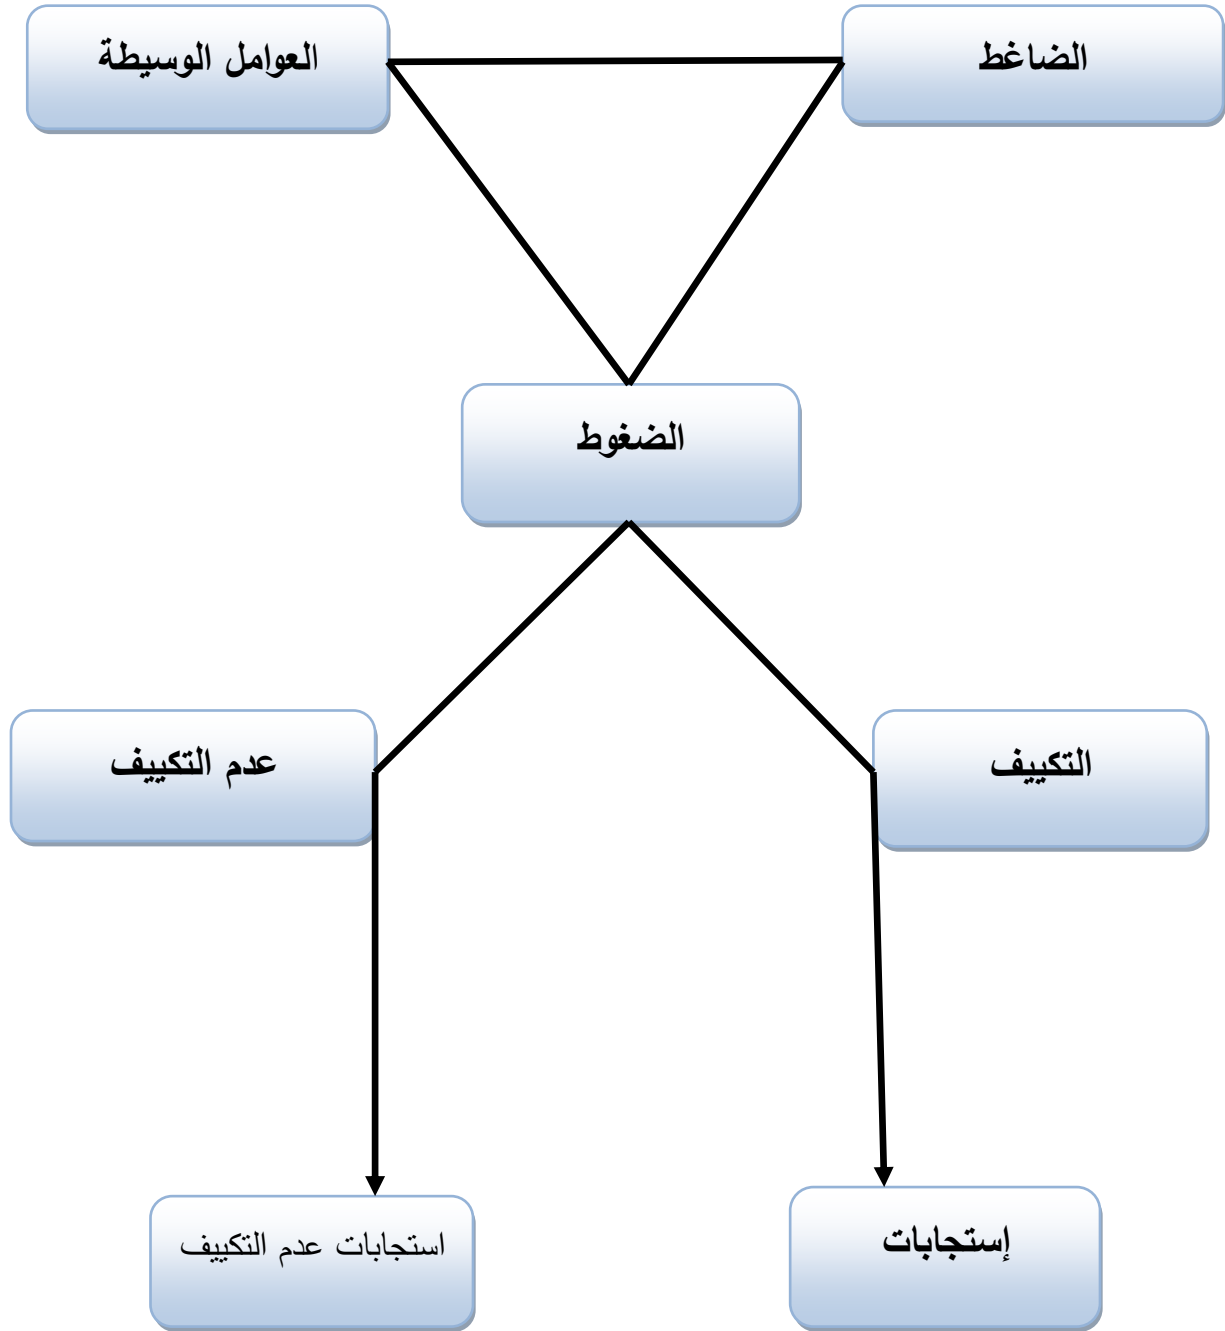 الضاغط
العوامل الوسيطة
الضغوط
التكييف
عدم التكييف
إستجابات
استجابات عدم التكييف